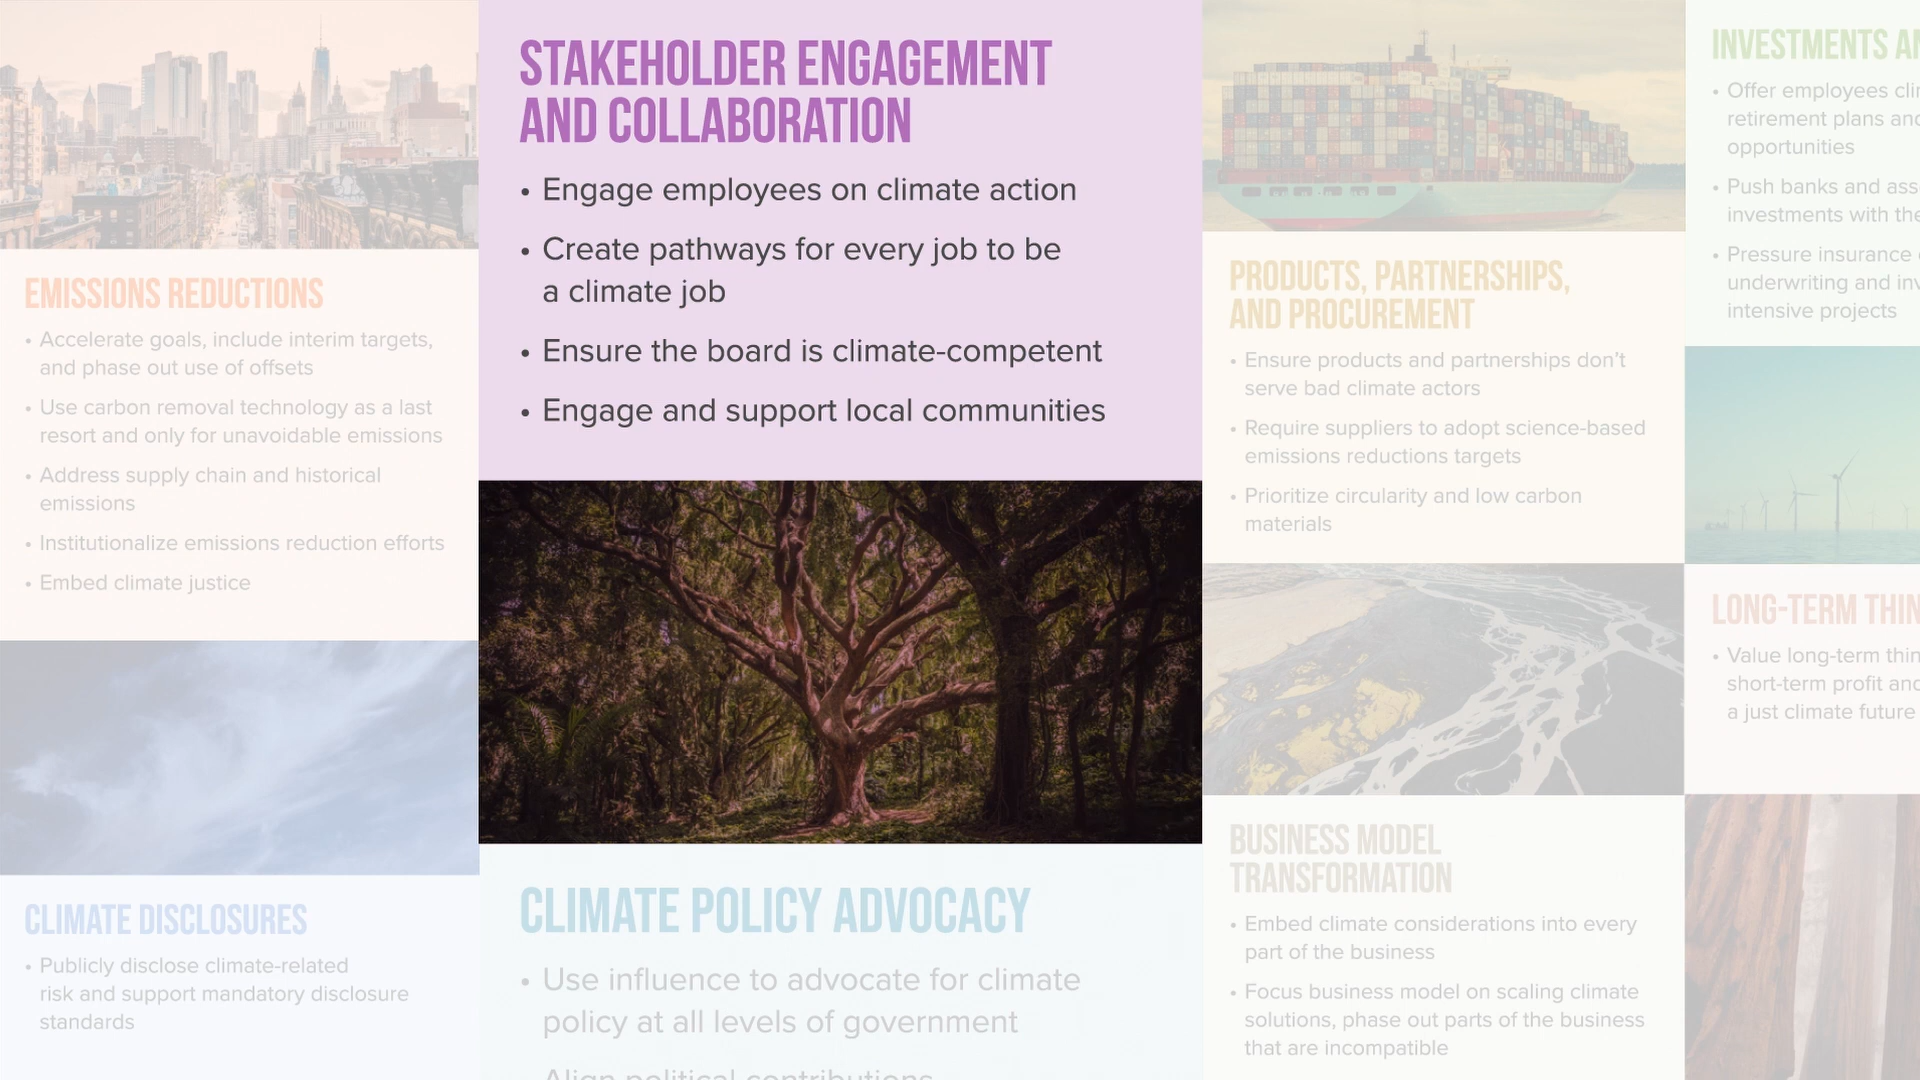 EMISSIONS REDUCTIONS
• Accelerate goals, include interim targets,
and phase out use of offsets
• Use carbon removal technology as a last
resort and only for unavoidable emissions
• Address supply chain and historical
emissions
• Institutionalize emissions reduction efforts
• Embed climate justice
CLIMATE DISCLOSURES
• Publicly disclose climate-related
risk and support mandatory disclosure
standards
STAKEHOLDER ENGAGEMENT
AND COLLABORATION
• Engage employees on climate action
• Create pathways for every job to be
a climate job
• Ensure the board is climate-competent
• Engage and support local communities
CLIMATE POLICY ADVOCACY
• Use influence to advocate for climate
policy at all levels of government
Align political contributions
PRODUCTS, PARTNERSHIPS,
AND PROCUREMENT
• Ensure products and partnerships don't
serve bad climate actors
• Require suppliers to adopt science-based
emissions reductions targets
• Prioritize circularity and low carbon
materials
BUSINESS MODEL
TRANSFORMATION
• Embed climate considerations into every
part of the business
• Focus business model on scaling climate
solutions, phase out parts of the business
that are incompatible
INVESTMENTS
• Offer employees
retirement plans
opportunities
• Push banks and
investments with
• Pressure insurance
underwriting and
intensive projects
LONG-TERM
• Value long-term
short-term profit
a just climate future